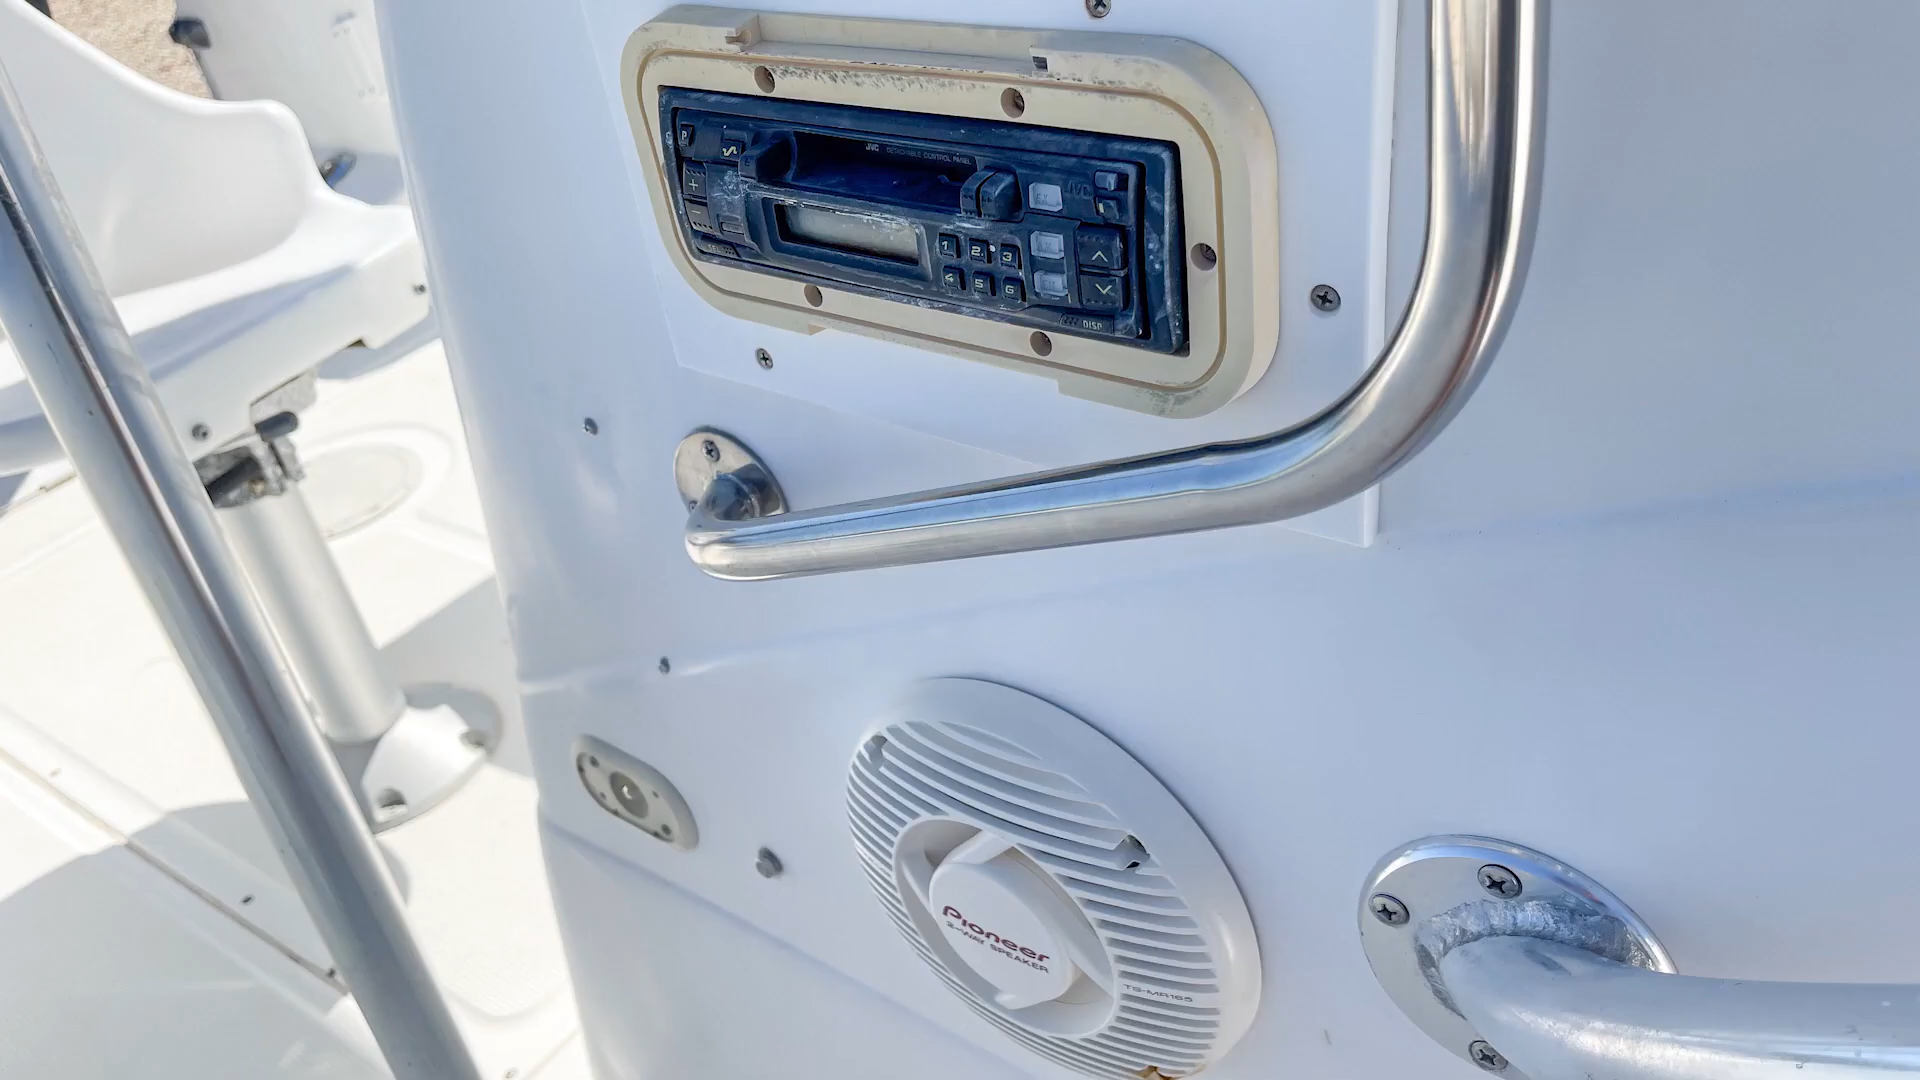 JVC DETACHABLE CONTROL PANEL
P
+
-
JVC
1 2 3
4 5 6
DISP
Pioneer
2-WAY SPEAKER
TS-MR165